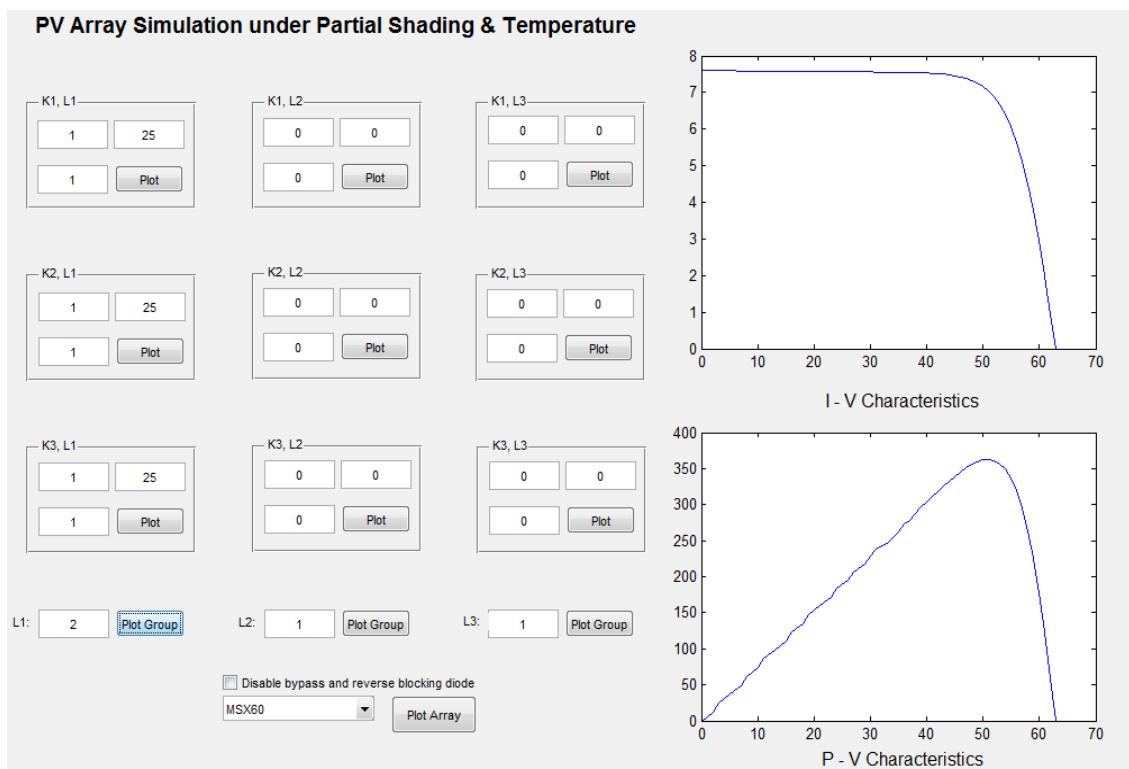 PV Array Simulation under Partial Shading & Temperature
K1, L1
1 25
1 Plot
K1, L2
0 0
0 Plot
K1, L3
0 0
0 Plot
K2, L1
1 25
1 Plot
K2, L2
0 0
0 Plot
K2, L3
0 0
0 Plot
K3, L1
1 25
1 Plot
K3, L2
0 0
0 Plot
K3, L3
0 0
0 Plot
L1: 2 Plot Group
L2: 1 Plot Group
L3: 1 Plot Group
Disable bypass and reverse blocking diode
MSX60
Plot Array
8
7
6
5
4
3
2
1
0
0 10 20 30 40 50 60 70
I - V Characteristics
400
350
300
250
200
150
100
50
0
0 10 20 30 40 50 60 70
P - V Characteristics